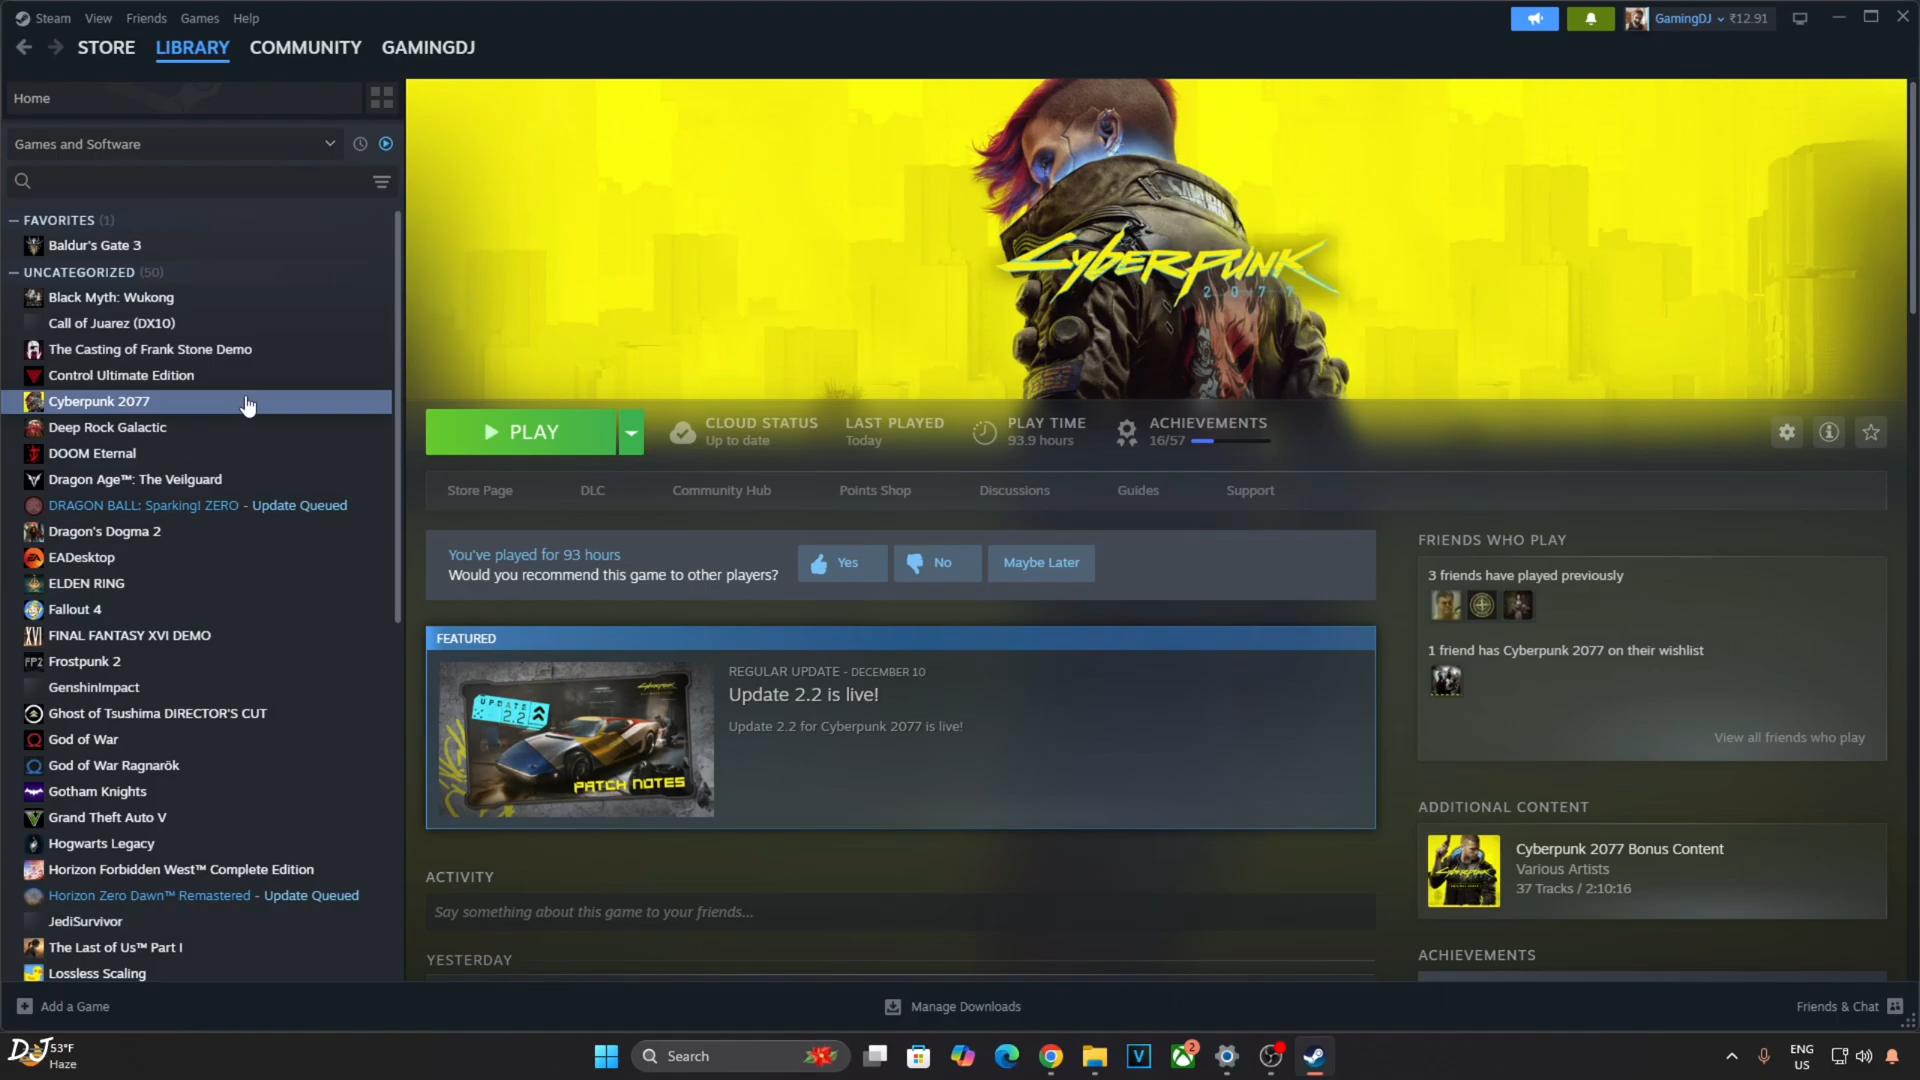 Steam View Friends Games Help
GamingDJ ₹12.91
STORE LIBRARY COMMUNITY GAMINGDJ
Home
Games and Software
FAVORITES (1)
Baldur's Gate 3
UNCATEGORIZED (50)
Black Myth: Wukong
Call of Juarez (DX10)
The Casting of Frank Stone Demo
Control Ultimate Edition
Cyberpunk 2077
Deep Rock Galactic
DOOM Eternal
Dragon Age™: The Veilguard
DRAGON BALL: Sparking! ZERO - Update Queued
Dragon's Dogma 2
EADesktop
ELDEN RING
Fallout 4
FINAL FANTASY XVI DEMO
Frostpunk 2
GenshinImpact
Ghost of Tsushima DIRECTOR'S CUT
God of War
God of War Ragnarök
Gotham Knights
Grand Theft Auto V
Hogwarts Legacy
Horizon Forbidden West™ Complete Edition
Horizon Zero Dawn™ Remastered - Update Queued
JediSurvivor
The Last of Us™ Part I
Lossless Scaling
SAMURAI
CYBERPUNK
2077
PLAY
CLOUD STATUS
Up to date
LAST PLAYED
Today
PLAY TIME
93.9 hours
ACHIEVEMENTS
16/57
Store Page DLC Community Hub Points Shop Discussions Guides Support
You've played for 93 hours
Would you recommend this game to other players?
Yes No Maybe Later
FEATURED
CYBERPUNK
UPDATE
2.2
PATCH NOTES
REGULAR UPDATE - DECEMBER 10
Update 2.2 is live!
Update 2.2 for Cyberpunk 2077 is live!
ACTIVITY
Say something about this game to your friends...
YESTERDAY
FRIENDS WHO PLAY
3 friends have played previously
1 friend has Cyberpunk 2077 on their wishlist
View all friends who play
ADDITIONAL CONTENT
Cyberpunk 2077 Bonus Content
Various Artists
37 Tracks / 2:10:16
ACHIEVEMENTS
Add a Game
Manage Downloads
Friends & Chat
DJ
53°F
Haze
Search
2
ENG
US